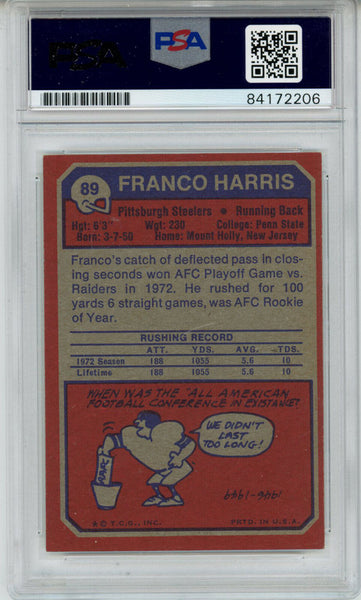 PSA
PSA
84172206
89
FRANCO HARRIS
Pittsburgh Steelers • Running Back
Hgt: 6'3" Wgt: 230 College: Penn State
Born: 3-7-50 Home: Mount Holly, New Jersey
Franco's catch of deflected pass in clos-
ing seconds won AFC Playoff Game vs.
Raiders in 1972. He rushed for 100
yards 6 straight games, was AFC Rookie
of Year.
RUSHING RECORD
ATT. YDS. AVG. TDS.
1972 Season 188 1055 5.6 10
Lifetime 188 1055 5.6 10
WHEN WAS THE "ALL AMERICAN
FOOTBALL CONFERENCE IN EXISTANCE?
WE DIDN'T
LAST
TOO LONG!
AAFC
1946-1949
★ © T.C.G., INC. PRTD. IN U.S.A.